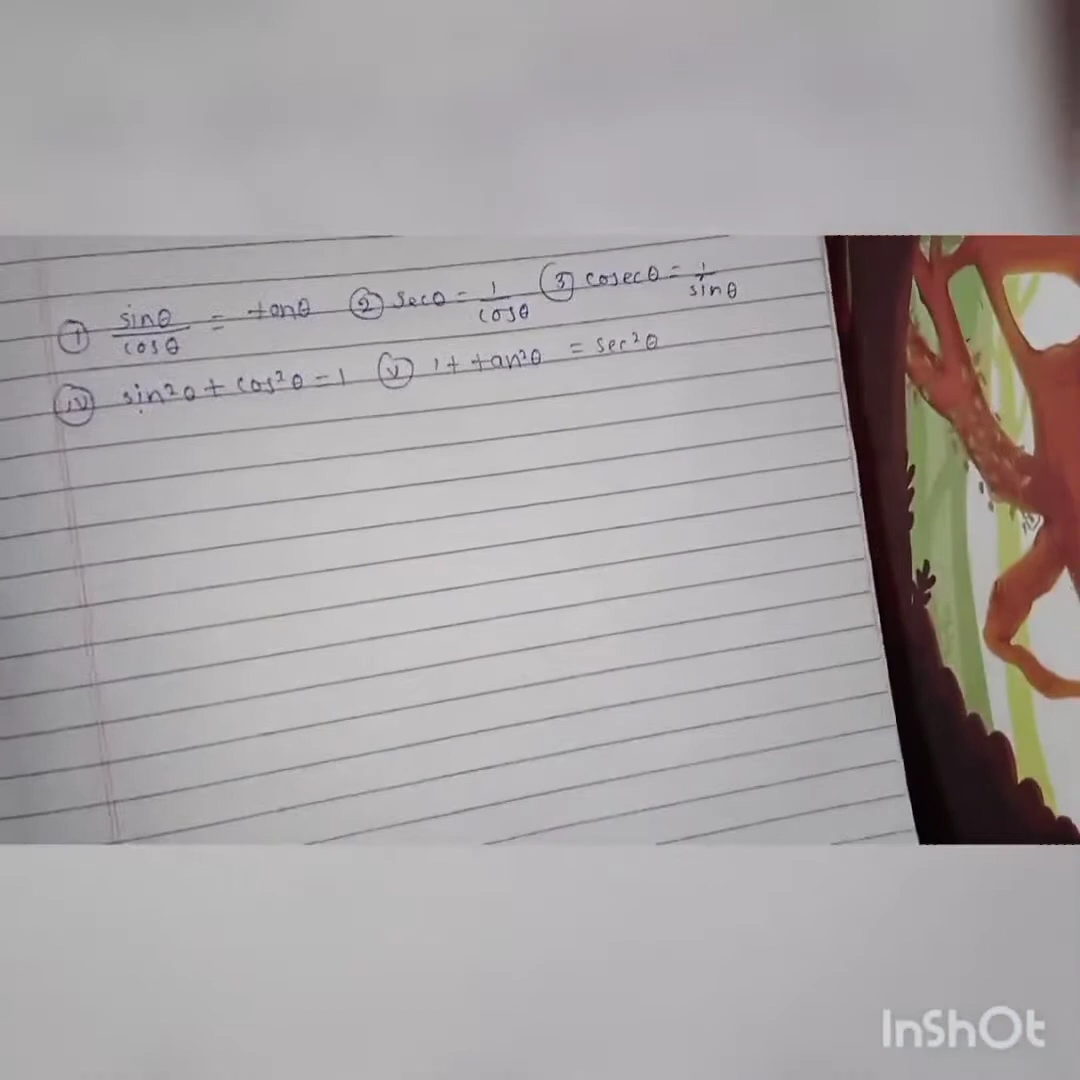 ① sinθ/cosθ = tanθ ② secθ = 1/cosθ ③ cosecθ = 1/sinθ
ⓘⓥ sin²θ + cos²θ = 1 ⓥ 1 + tan²θ = sec²θ
InShOt